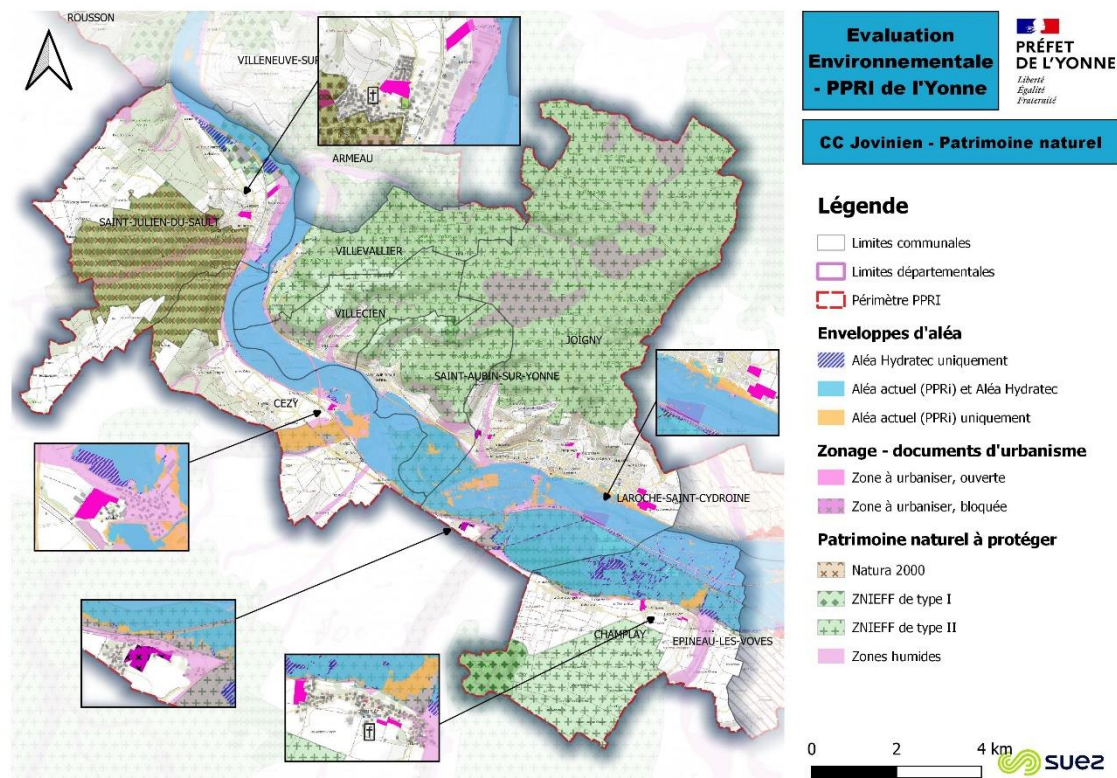 ROUSSON
VILLENEUVE-SUR
ARMEAU
SAINT-JULIEN-DU-SAULT
VILLEVALLIER
VILLECIEN
JOIGNY
SAINT-AUBIN-SUR-YONNE
CEZY
LAROCHE-SAINT-CYDROINE
CHAMPLAY
EPINEAU-LES-VOVES
Evaluation
Environnementale
- PPRI de l'Yonne
PRÉFET
DE L'YONNE
Liberté
Égalité
Fraternité
CC Jovinien - Patrimoine naturel
Légende
Limites communales
Limites départementales
Périmètre PPRI
Enveloppes d'aléa
Aléa Hydratec uniquement
Aléa actuel (PPRi) et Aléa Hydratec
Aléa actuel (PPRi) uniquement
Zonage - documents d'urbanisme
Zone à urbaniser, ouverte
Zone à urbaniser, bloquée
Patrimoine naturel à protéger
Natura 2000
ZNIEFF de type I
ZNIEFF de type II
Zones humides
0 2 4 km
suez